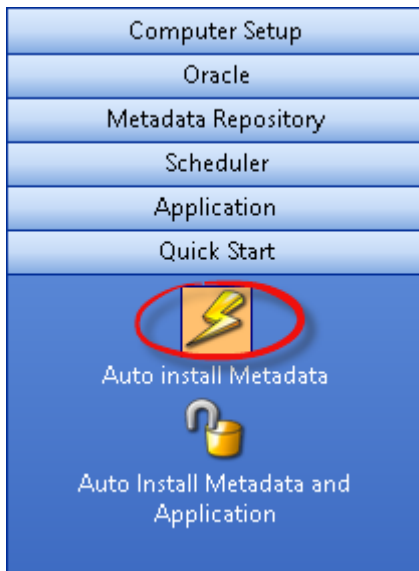 Computer Setup
Oracle
Metadata Repository
Scheduler
Application
Quick Start
Auto install Metadata
Auto Install Metadata and
Application